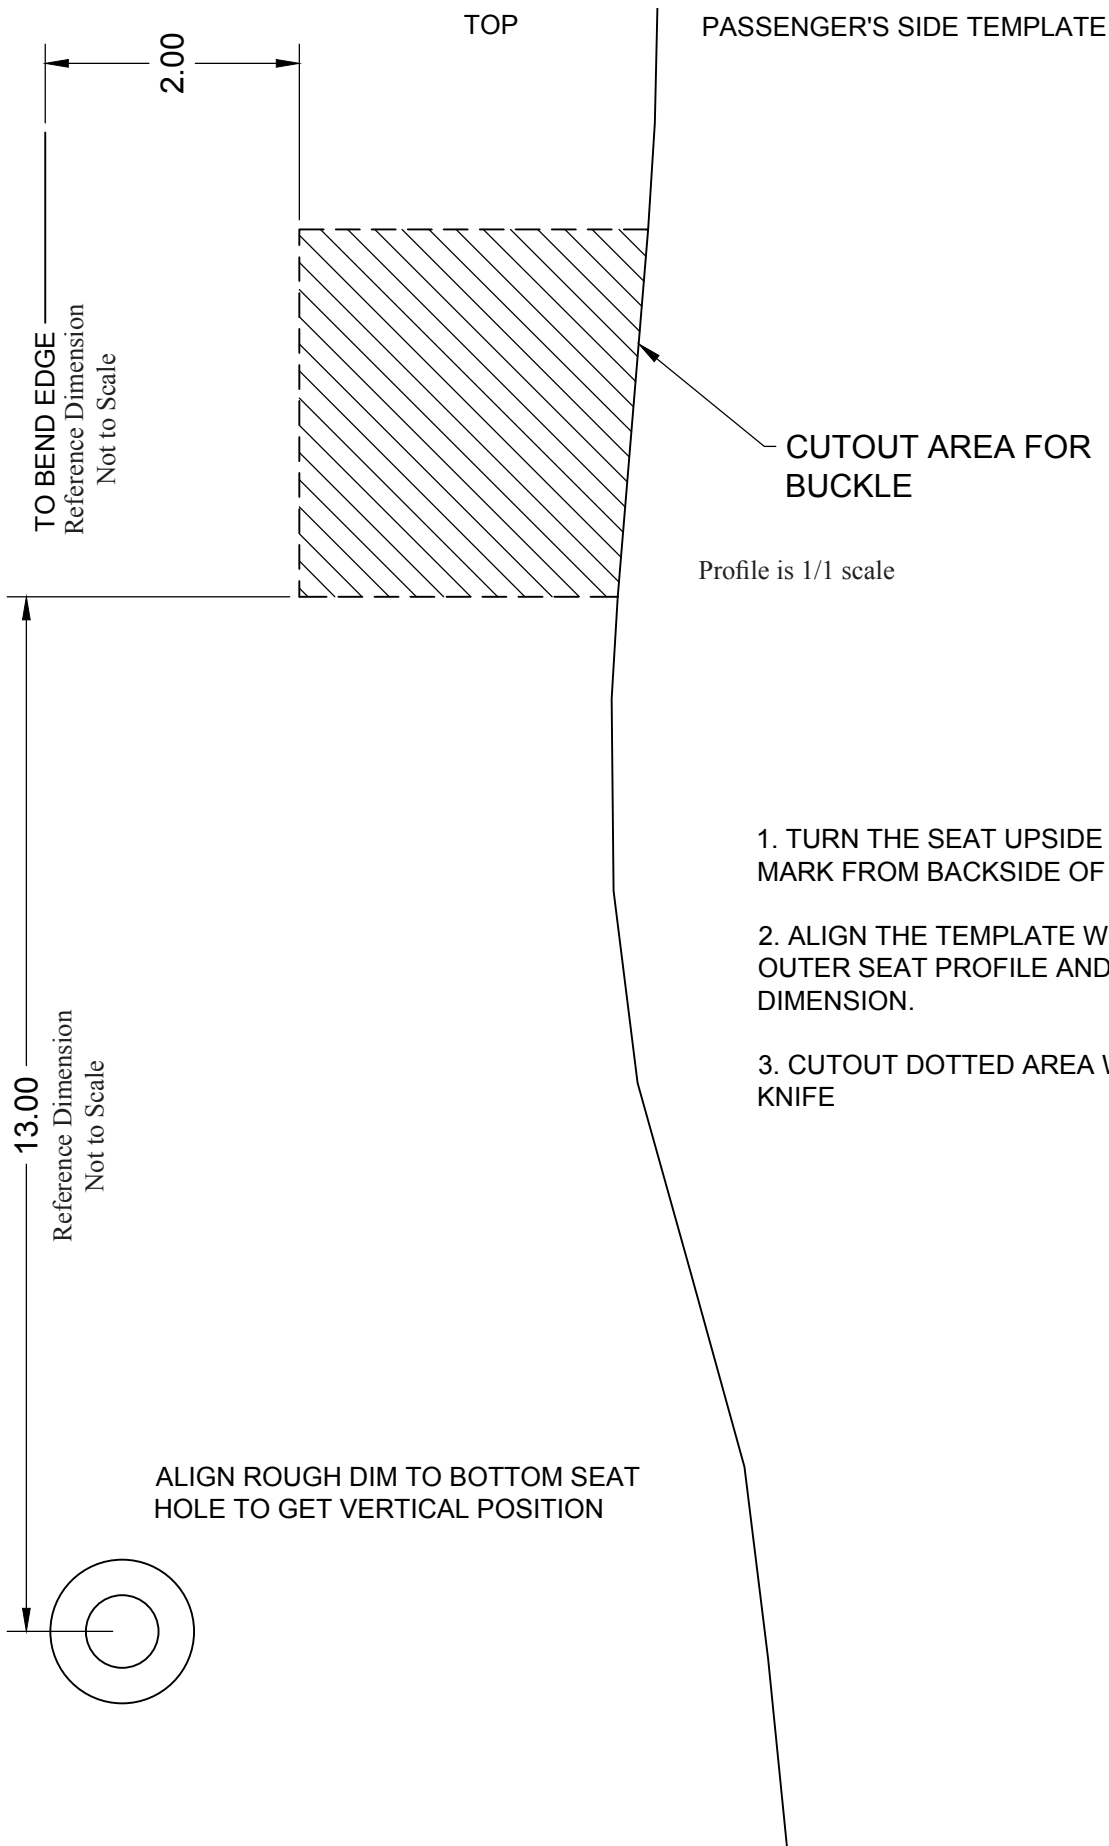 TOP
PASSENGER'S SIDE TEMPLATE
2.00
TO BEND EDGE
Reference Dimension
Not to Scale
CUTOUT AREA FOR
BUCKLE
Profile is 1/1 scale
1. TURN THE SEAT UPSIDE
MARK FROM BACKSIDE OF
2. ALIGN THE TEMPLATE W
OUTER SEAT PROFILE AND
DIMENSION.
3. CUTOUT DOTTED AREA W
KNIFE
13.00
Reference Dimension
Not to Scale
ALIGN ROUGH DIM TO BOTTOM SEAT
HOLE TO GET VERTICAL POSITION